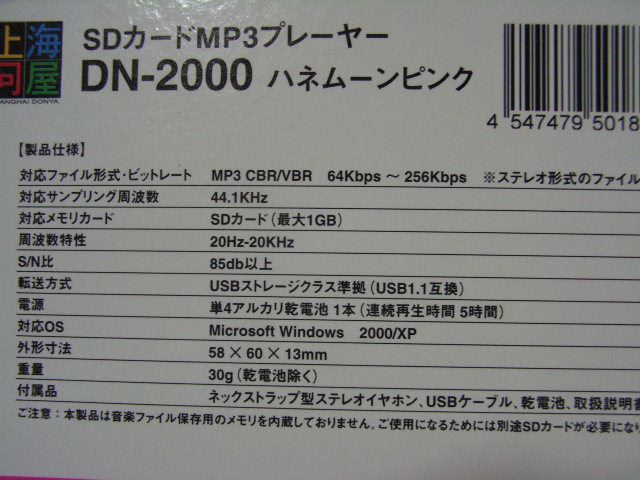 上海
問屋
SHANGHAI DONYA
SDカードMP3プレーヤー
DN-2000 ハネムーンピンク
4 547479 5018
【製品仕様】
対応ファイル形式・ビットレート MP3 CBR/VBR 64Kbps ～ 256Kbps ※ステレオ形式のファイル
対応サンプリング周波数 44.1KHz
対応メモリカード SDカード（最大1GB）
周波数特性 20Hz-20KHz
S/N比 85db以上
転送方式 USBストレージクラス準拠（USB1.1互換）
電源 単4アルカリ乾電池 1本（連続再生時間 5時間）
対応OS Microsoft Windows 2000/XP
外形寸法 58 × 60 × 13mm
重量 30g（乾電池除く）
付属品 ネックストラップ型ステレオイヤホン、USBケーブル、乾電池、取扱説明書
ご注意：本製品は音楽ファイル保存用のメモリを内蔵しておりません。ご使用になるためには別途SDカードが必要になり